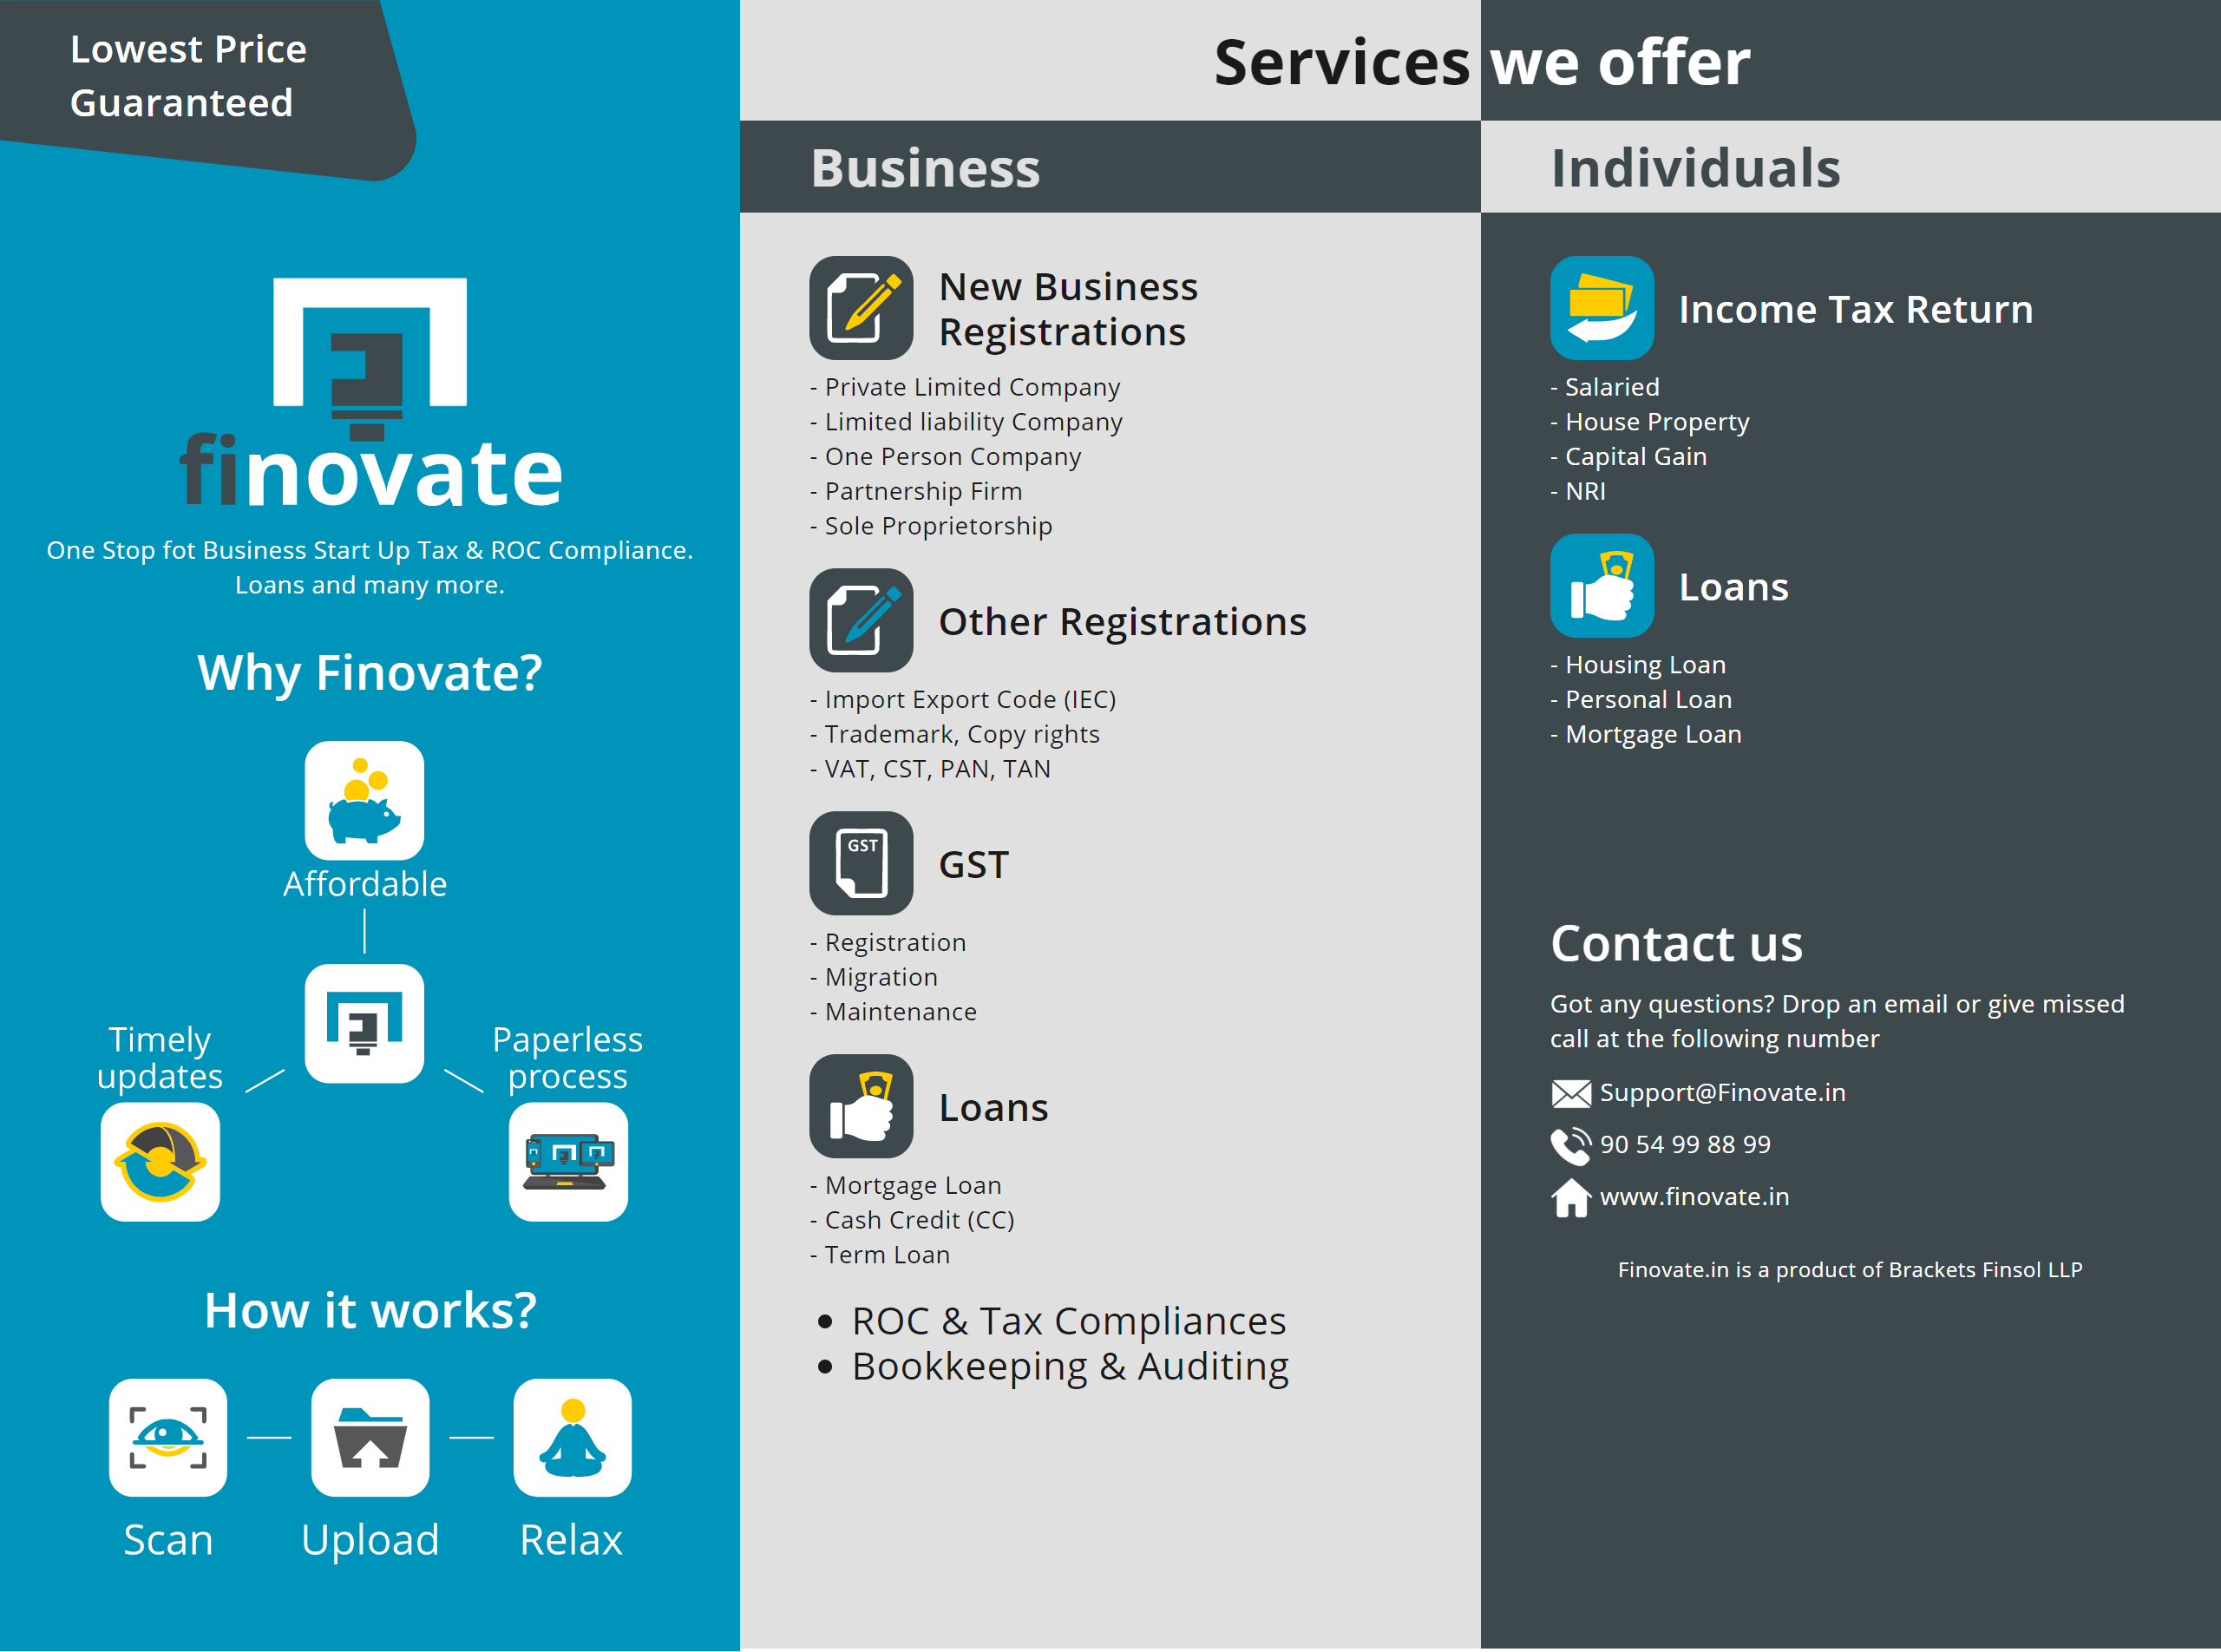 Lowest Price
Guaranteed
finovate
One Stop fot Business Start Up Tax & ROC Compliance.
Loans and many more.
Why Finovate?
Affordable
Timely
updates
Paperless
process
How it works?
Scan
Upload
Relax
Services we offer
Business
New Business
Registrations
- Private Limited Company
- Limited liability Company
- One Person Company
- Partnership Firm
- Sole Proprietorship
Other Registrations
- Import Export Code (IEC)
- Trademark, Copy rights
- VAT, CST, PAN, TAN
GST
GST
- Registration
- Migration
- Maintenance
Loans
- Mortgage Loan
- Cash Credit (CC)
- Term Loan
• ROC & Tax Compliances
• Bookkeeping & Auditing
Individuals
Income Tax Return
- Salaried
- House Property
- Capital Gain
- NRI
Loans
- Housing Loan
- Personal Loan
- Mortgage Loan
Contact us
Got any questions? Drop an email or give missed
call at the following number
Support@Finovate.in
90 54 99 88 99
www.finovate.in
Finovate.in is a product of Brackets Finsol LLP